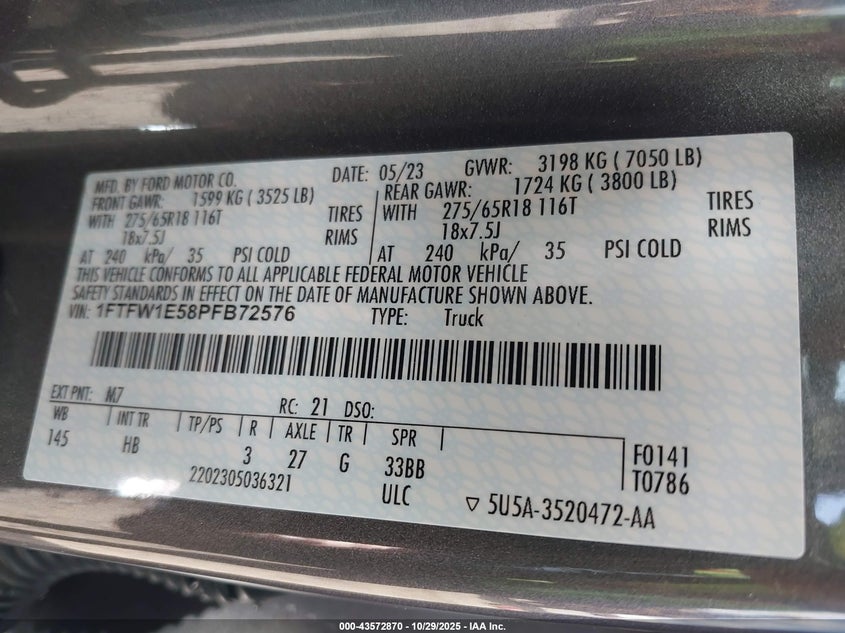 MFD. BY FORD MOTOR CO. DATE: 05/23 GVWR: 3198 KG ( 7050 LB)
FRONT GAWR: 1599 KG ( 3525 LB) REAR GAWR: 1724 KG ( 3800 LB)
WITH 275/65R18 116T TIRES WITH 275/65R18 116T TIRES
18x7.5J RIMS 18x7.5J RIMS
AT 240 kPa/ 35 PSI COLD AT 240 kPa/ 35 PSI COLD
THIS VEHICLE CONFORMS TO ALL APPLICABLE FEDERAL MOTOR VEHICLE
SAFETY STANDARDS IN EFFECT ON THE DATE OF MANUFACTURE SHOWN ABOVE.
VIN: 1FTFW1E58PFB72576 TYPE: Truck
EXT PNT: M7 RC: 21 DSO:
WB INT TR TP/PS R AXLE TR SPR
145 HB 3 27 G 33BB F0141
2202305036321 ULC T0786
▽ 5U5A-3520472-AA
000-43572870 - 10/29/2025 - IAA Inc.